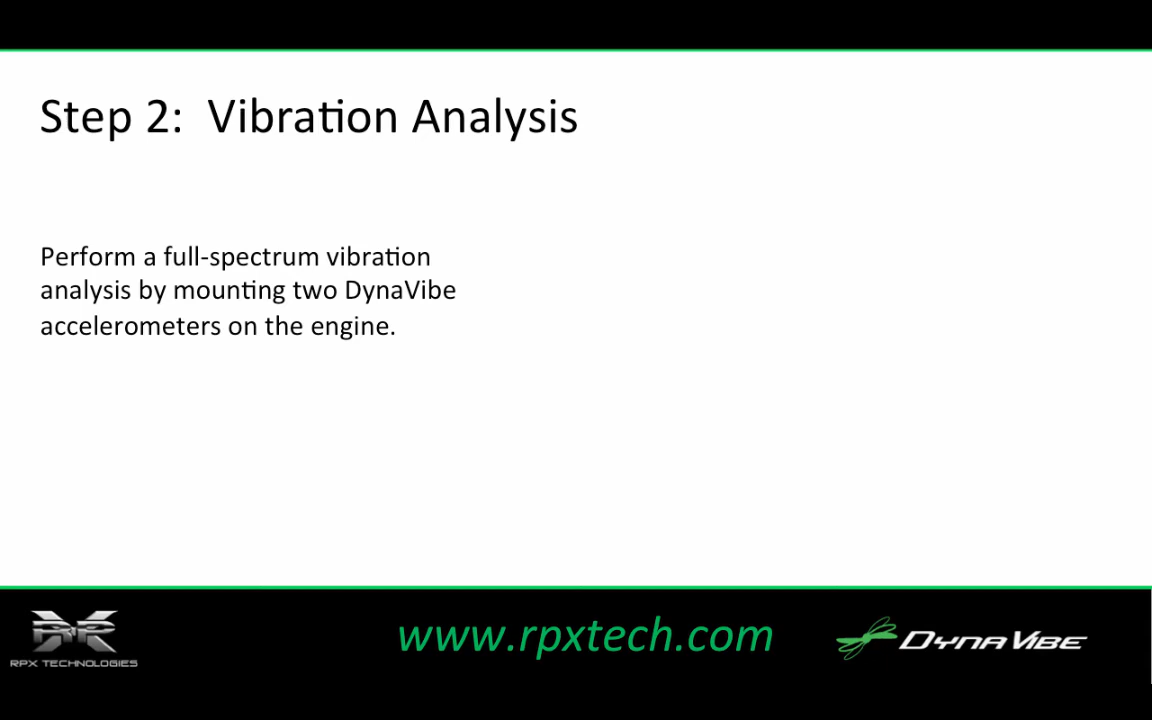 Step 2: Vibration Analysis
Perform a full-spectrum vibration
analysis by mounting two DynaVibe
accelerometers on the engine.
RPX TECHNOLOGIES
www.rpxtech.com
DYNAVIBE